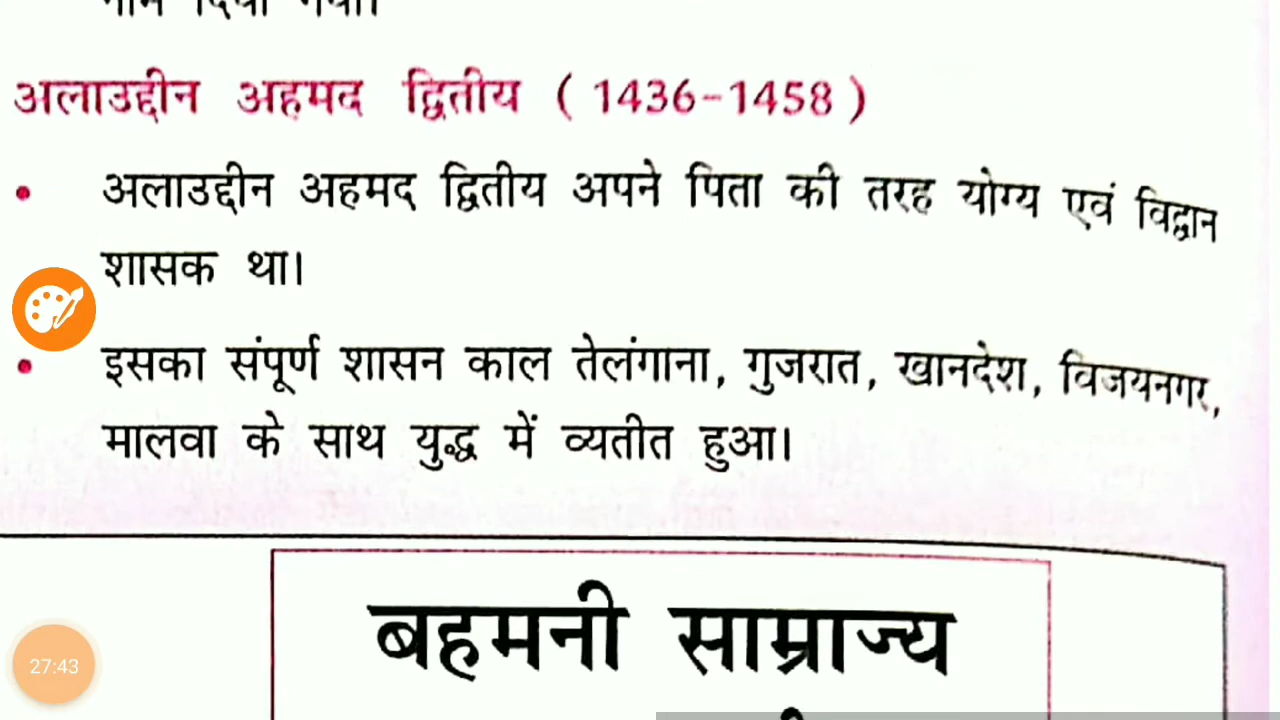 नाम दिया गया।
अलाउद्दीन अहमद द्वितीय ( 1436-1458 )
• अलाउद्दीन अहमद द्वितीय अपने पिता की तरह योग्य एवं विद्वान
शासक था।
• इसका संपूर्ण शासन काल तेलंगाना, गुजरात, खानदेश, विजयनगर,
मालवा के साथ युद्ध में व्यतीत हुआ।
बहमनी साम्राज्य
27:43